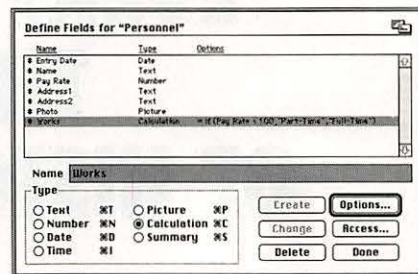 Define Fields for "Personnel"
Name Type Options
Entry Date Date
Name Text
Pay Rate Number
Address1 Text
Address2 Text
Photo Picture
Works Calculation = If (Pay Rate 100,"Part-Time","Full-Time")
Name Works
Type
Text ⌘T Picture ⌘P
Number ⌘N Calculation ⌘C
Date ⌘D Summary ⌘S
Time ⌘I
Create Options...
Change Access...
Delete Done